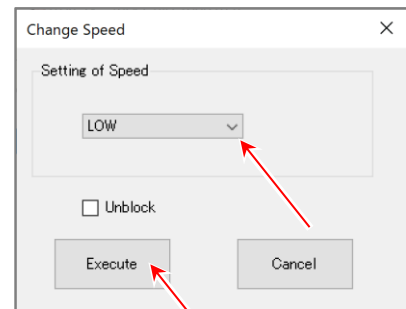 Change Speed
Setting of Speed
LOW
Unblock
Execute
Cancel